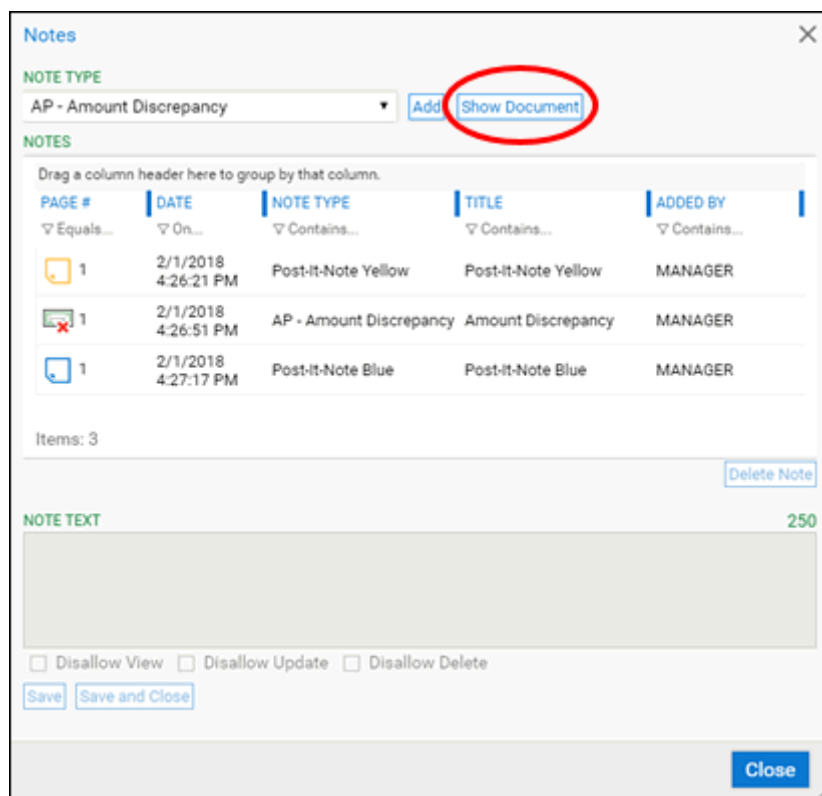 Notes
NOTE TYPE
AP - Amount Discrepancy Add Show Document
NOTES
Drag a column header here to group by that column.
PAGE # DATE NOTE TYPE TITLE ADDED BY
Equals... On... Contains... Contains... Contains...
1 2/1/2018 4:26:21 PM Post-It-Note Yellow Post-It-Note Yellow MANAGER
1 2/1/2018 4:26:51 PM AP - Amount Discrepancy Amount Discrepancy MANAGER
1 2/1/2018 4:27:17 PM Post-It-Note Blue Post-It-Note Blue MANAGER
Items: 3
Delete Note
NOTE TEXT 250
Disallow View Disallow Update Disallow Delete
Save Save and Close
Close